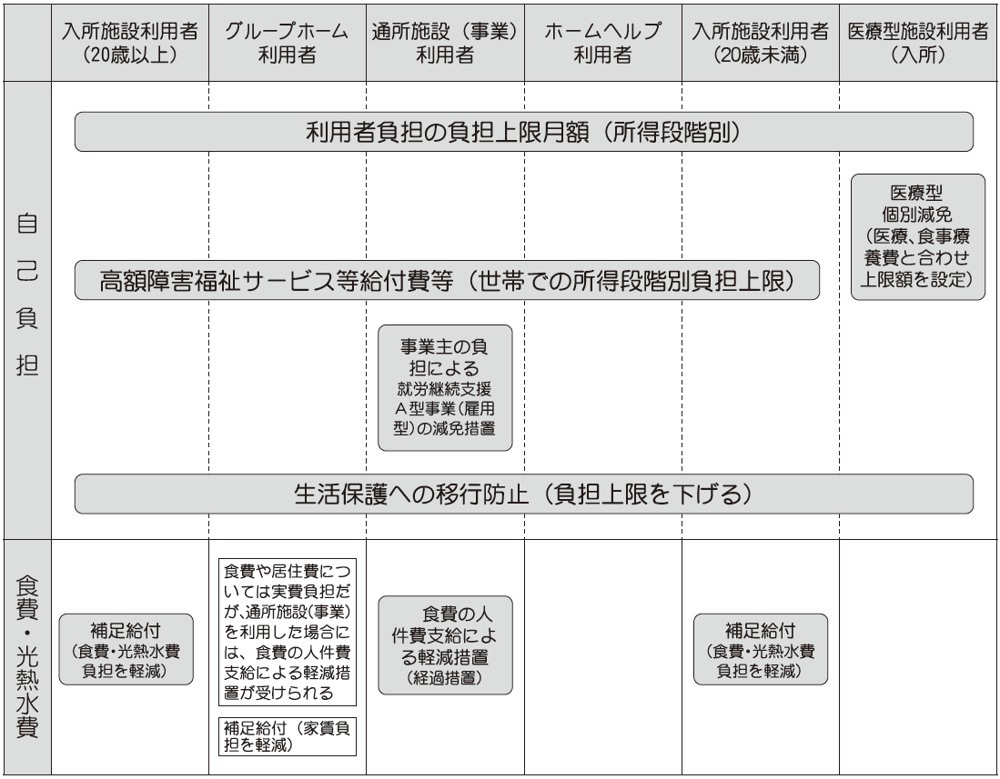 入所施設利用者
(20歳以上)
グループホーム
利用者
通所施設（事業）
利用者
ホームヘルプ
利用者
入所施設利用者
(20歳未満)
医療型施設利用者
(入所)
自己負担
利用者負担の負担上限月額（所得段階別）
医療型
個別減免
(医療、食事療
養費と合わせ
上限額を設定)
高額障害福祉サービス等給付費等（世帯での所得段階別負担上限）
事業主の負
担による
就労継続支援
A型事業(雇用
型)の減免措置
生活保護への移行防止（負担上限を下げる）
食費・光熱水費
補足給付
(食費・光熱水費
負担を軽減)
食費や居住費につ
いては実費負担だ
が、通所施設(事業)
を利用した場合に
は、食費の人件費
支給による軽減措
置が受けられる
補足給付（家賃負
担を軽減）
食費の人
件費支給によ
る軽減措置
(経過措置)
補足給付
(食費・光熱水費
負担を軽減)